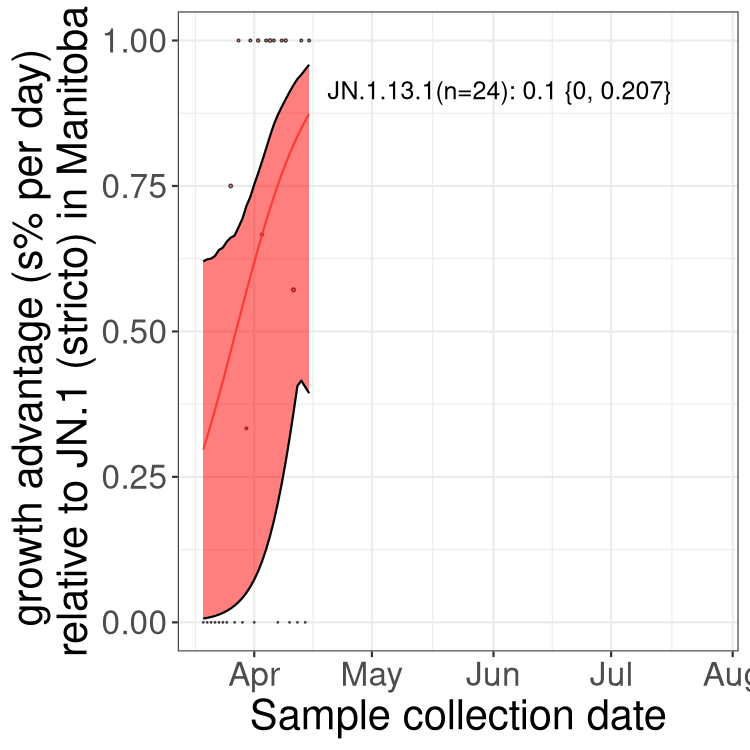 growth advantage (s% per day)
relative to JN.1 (stricto) in Manitoba
1.00
0.75
0.50
0.25
0.00
JN.1.13.1(n=24): 0.1 {0, 0.207}
Apr May Jun Jul Aug
Sample collection date